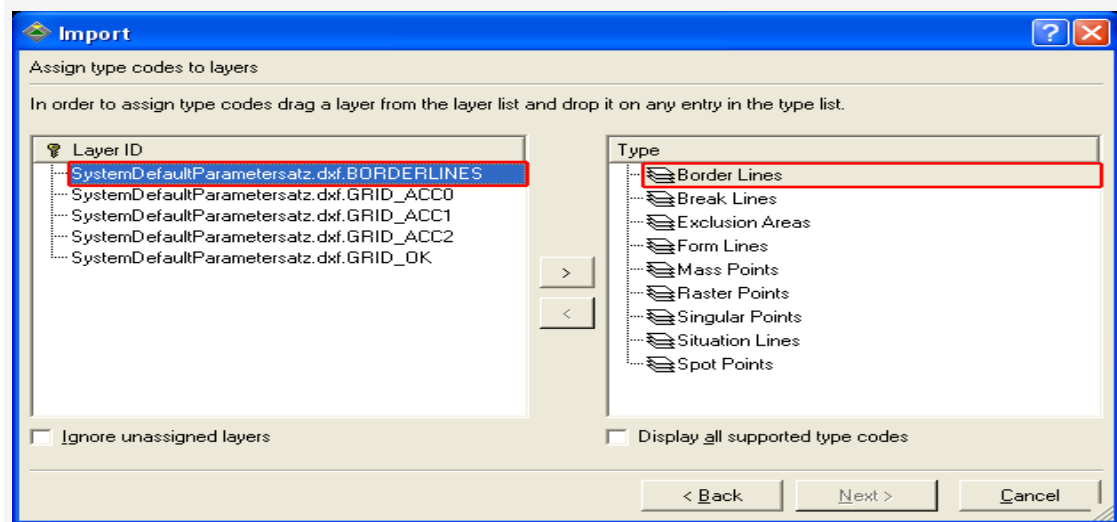 Import
Assign type codes to layers
In order to assign type codes drag a layer from the layer list and drop it on any entry in the type list.
Layer ID
SystemDefaultParametersatz.dxf.BORDERLINES
SystemDefaultParametersatz.dxf.GRID_ACC0
SystemDefaultParametersatz.dxf.GRID_ACC1
SystemDefaultParametersatz.dxf.GRID_ACC2
SystemDefaultParametersatz.dxf.GRID_OK
>
<
Type
Border Lines
Break Lines
Exclusion Areas
Form Lines
Mass Points
Raster Points
Singular Points
Situation Lines
Spot Points
Ignore unassigned layers
Display all supported type codes
< Back
Next >
Cancel